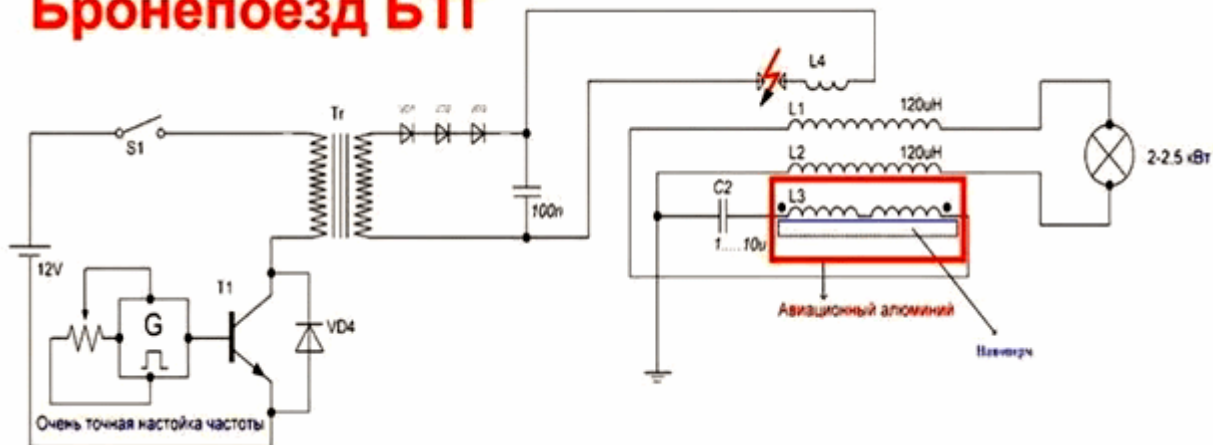 Бронепоезд БТГ
L4
Tr
L1
120uH
S1
L2
120uH
2-2.5 кВт
C2
L3
100n
1.....10u
12V
T1
Авиационный алюминий
G
VD4
Очень точная настойка частоты